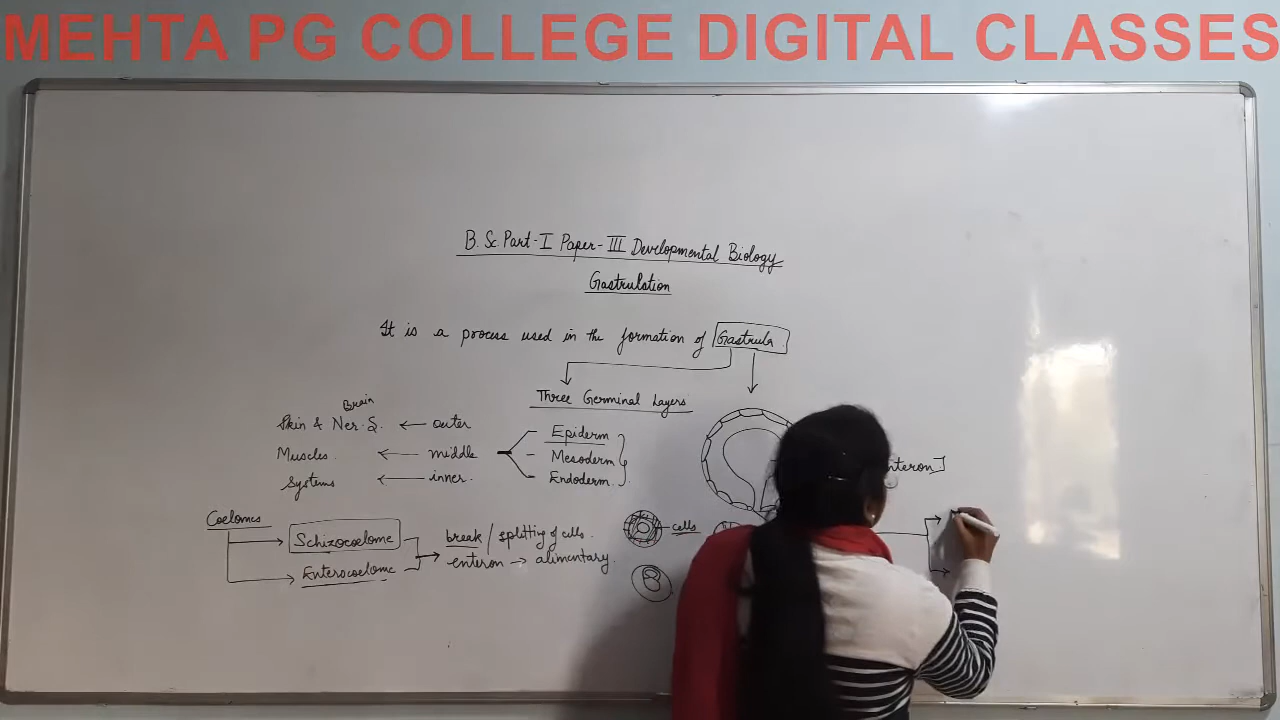 MEHTA PG COLLEGE DIGITAL CLASSES
B.Sc. Part-I Paper-III Developmental Biology
Gastrulation
It is a process used in the formation of Gastrula
Three Germinal Layers
Brain
Skin & Ner. S. ← outer
Epiderm
Muscles. ← middle
Mesoderm
Systems ← inner.
Endoderm.
enteron]
Coelomes
Schizocoelome
break / splitting of cells.
cells
Enterocoelome
enteron → alimentary.